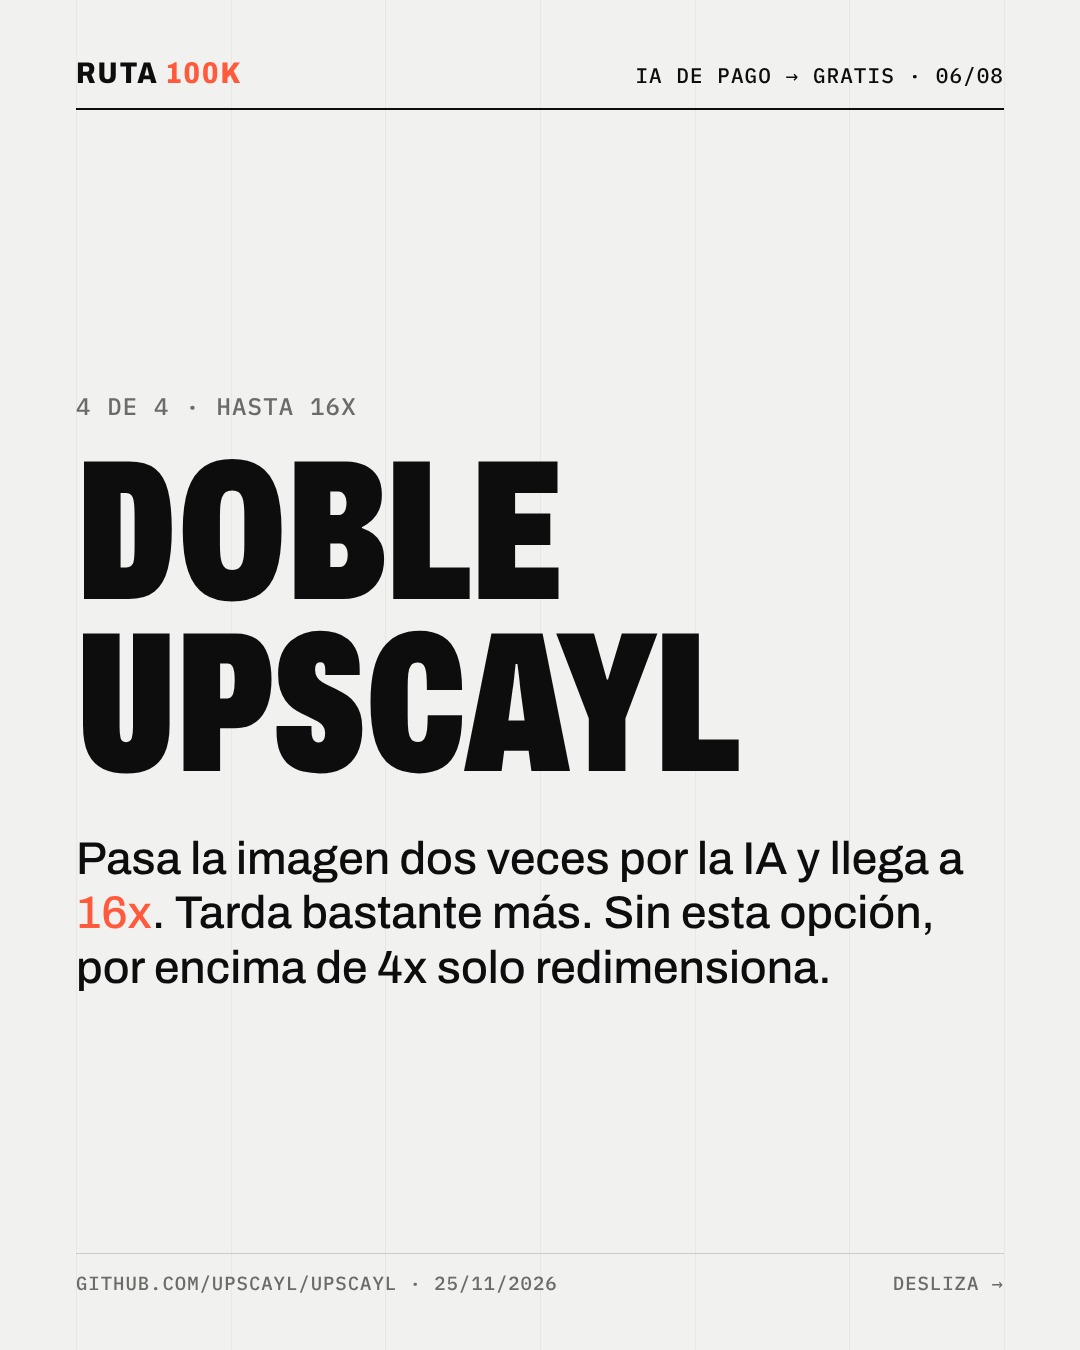 RUTA 100K
IA DE PAGO → GRATIS · 06/08
4 DE 4 · HASTA 16X
DOBLE
UPSCAYL
Pasa la imagen dos veces por la IA y llega a
16x. Tarda bastante más. Sin esta opción,
por encima de 4x solo redimensiona.
GITHUB.COM/UPSCAYL/UPSCAYL · 25/11/2026
DESLIZA →